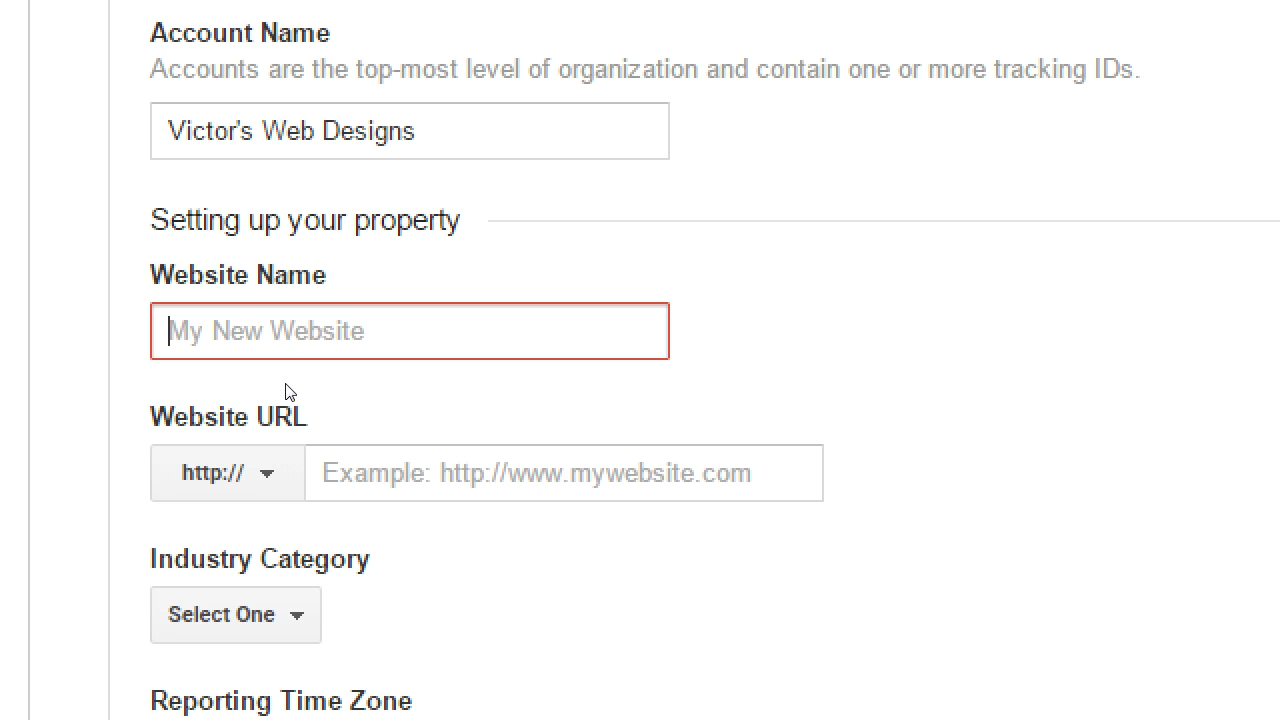 Account Name
Accounts are the top-most level of organization and contain one or more tracking IDs.
Victor's Web Designs
Setting up your property
Website Name
My New Website
Website URL
http://
Example: http://www.mywebsite.com
Industry Category
Select One
Reporting Time Zone